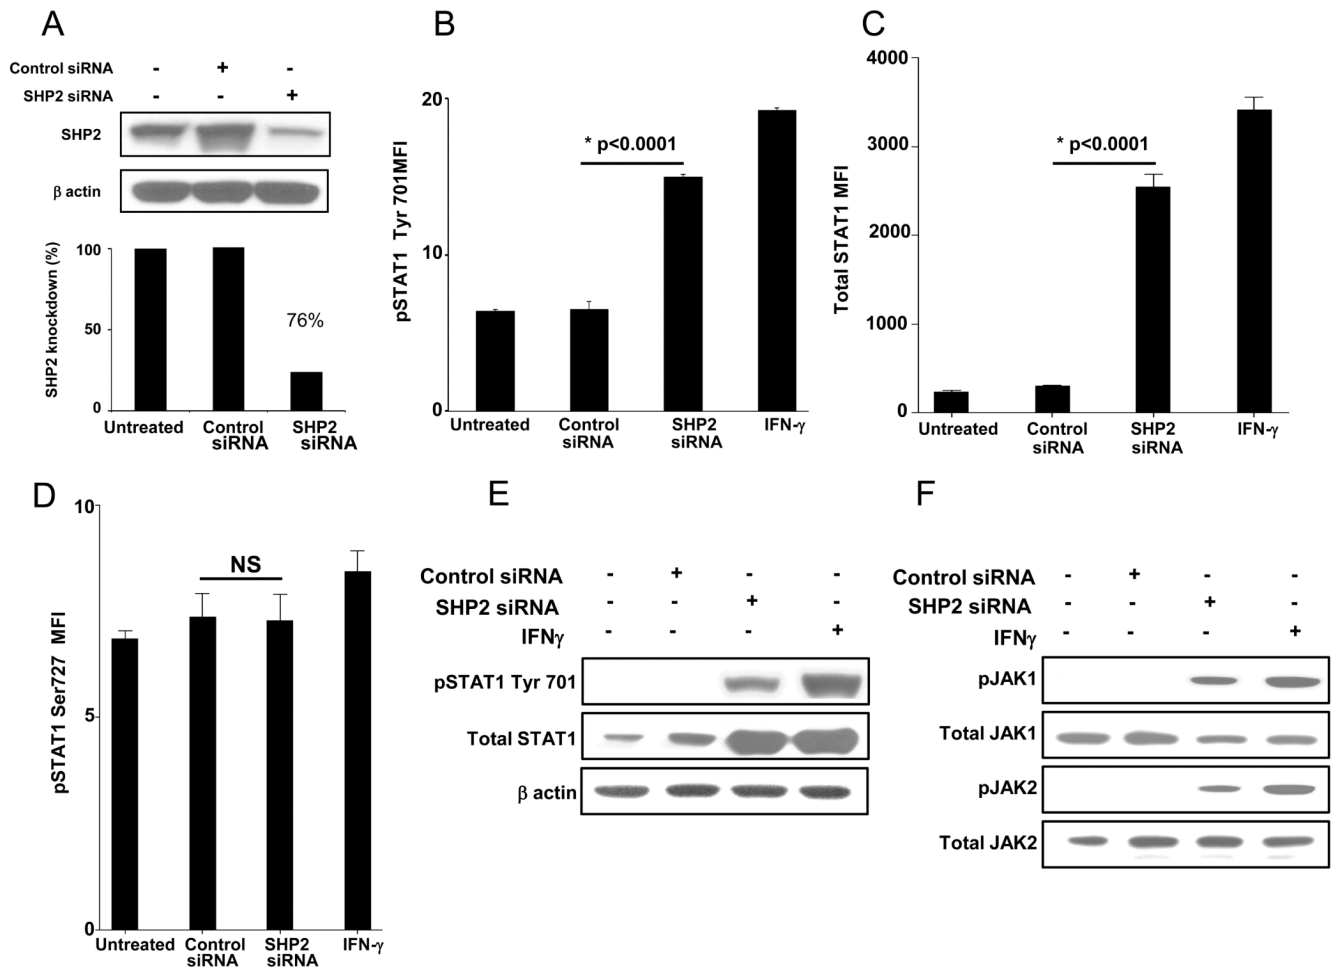 A
Control siRNA - + -
SHP2 siRNA - - +
SHP2
β actin
SHP2 knockdown (%)
100
50
0
76%
Untreated Control siRNA SHP2 siRNA
B
pSTAT1 Tyr 701MFI
20
10
0
* p<0.0001
Untreated Control siRNA SHP2 siRNA IFN-γ
C
Total STAT1 MFI
4000
3000
2000
1000
0
* p<0.0001
Untreated Control siRNA SHP2 siRNA IFN-γ
D
pSTAT1 Ser727 MFI
10
5
0
NS
Untreated Control siRNA SHP2 siRNA IFN-γ
E
Control siRNA - + - -
SHP2 siRNA - - + -
IFNγ - - - +
pSTAT1 Tyr 701
Total STAT1
β actin
F
Control siRNA - + - -
SHP2 siRNA - - + -
IFNγ - - - +
pJAK1
Total JAK1
pJAK2
Total JAK2